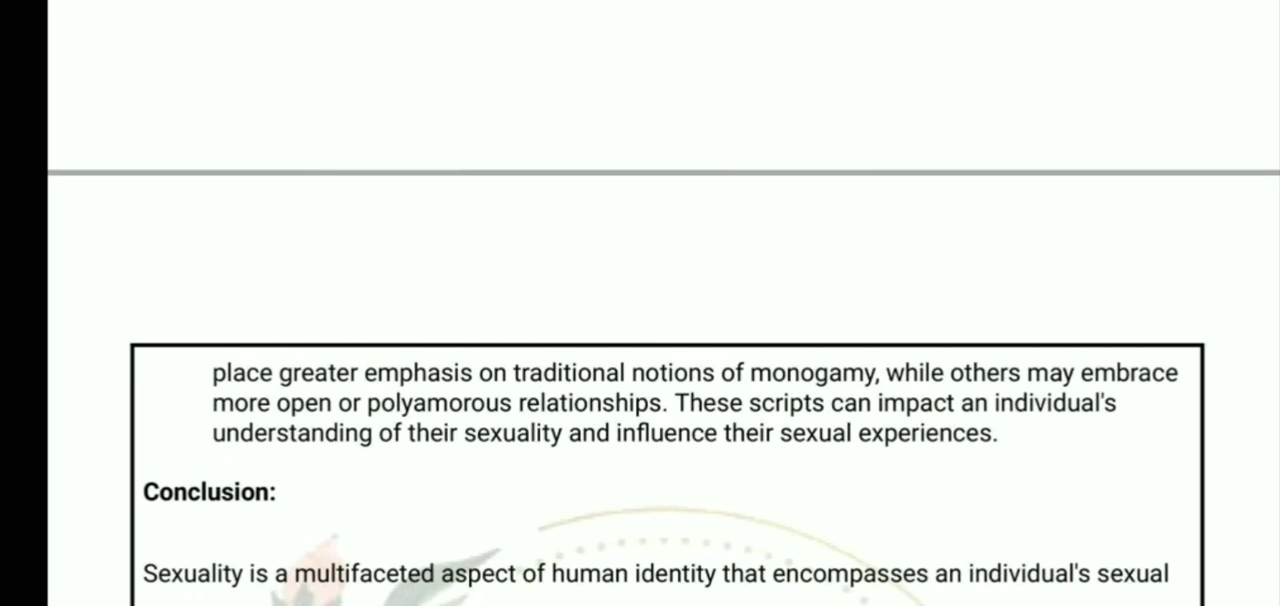 place greater emphasis on traditional notions of monogamy, while others may embrace
more open or polyamorous relationships. These scripts can impact an individual's
understanding of their sexuality and influence their sexual experiences.
Conclusion:
Sexuality is a multifaceted aspect of human identity that encompasses an individual's sexual